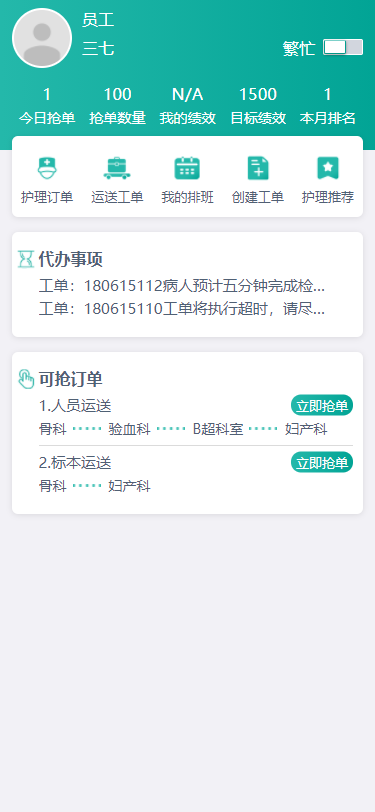 员工
三七
繁忙
1 100 N/A 1500 1
今日抢单 抢单数量 我的绩效 目标绩效 本月排名
护理订单 运送工单 我的排班 创建工单 护理推荐
代办事项
工单：180615112病人预计五分钟完成检...
工单：180615110工单将执行超时，请尽...
可抢订单
1.人员运送 立即抢单
骨科 ····· 验血科 ····· B超科室 ····· 妇产科
2.标本运送 立即抢单
骨科 ····· 妇产科